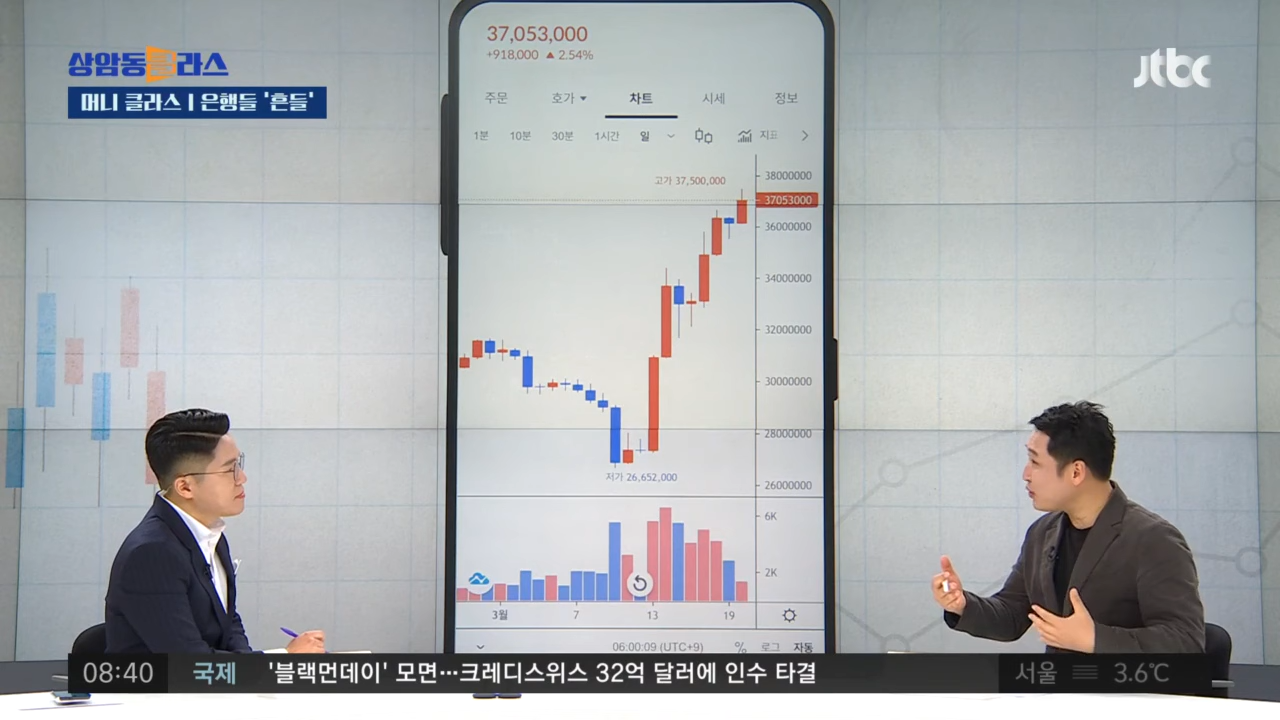 상암동클라스
머니 클라스 | 은행들 '흔들'
jtbc
37,053,000
+918,000 ▲ 2.54%
주문 호가 ▼ 차트 시세 정보
1분 10분 30분 1시간 일 지표
고가 37,500,000
38000000
37053000
36000000
34000000
32000000
30000000
28000000
저가 26,652,000
26000000
6K
2K
3월 7 13 19
06:00:09 (UTC+9) % 로그 자동
08:40 국제 '블랙먼데이' 모면…크레디스위스 32억 달러에 인수 타결 서울 3.6℃